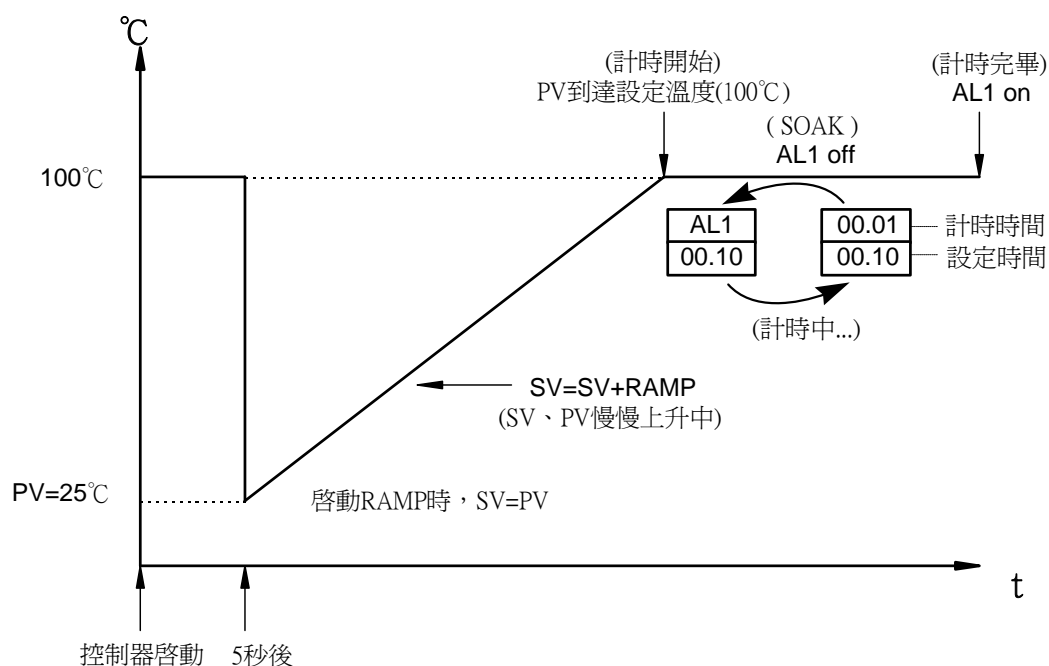 ℃
(計時開始)
PV到達設定溫度(100℃)
(計時完畢)
AL1 on
( SOAK )
AL1 off
100℃
AL1
00.10
00.01
00.10
計時時間
設定時間
(計時中...)
SV=SV+RAMP
(SV、PV慢慢上升中)
PV=25℃
啓動RAMP時，SV=PV
t
控制器啓動
5秒後